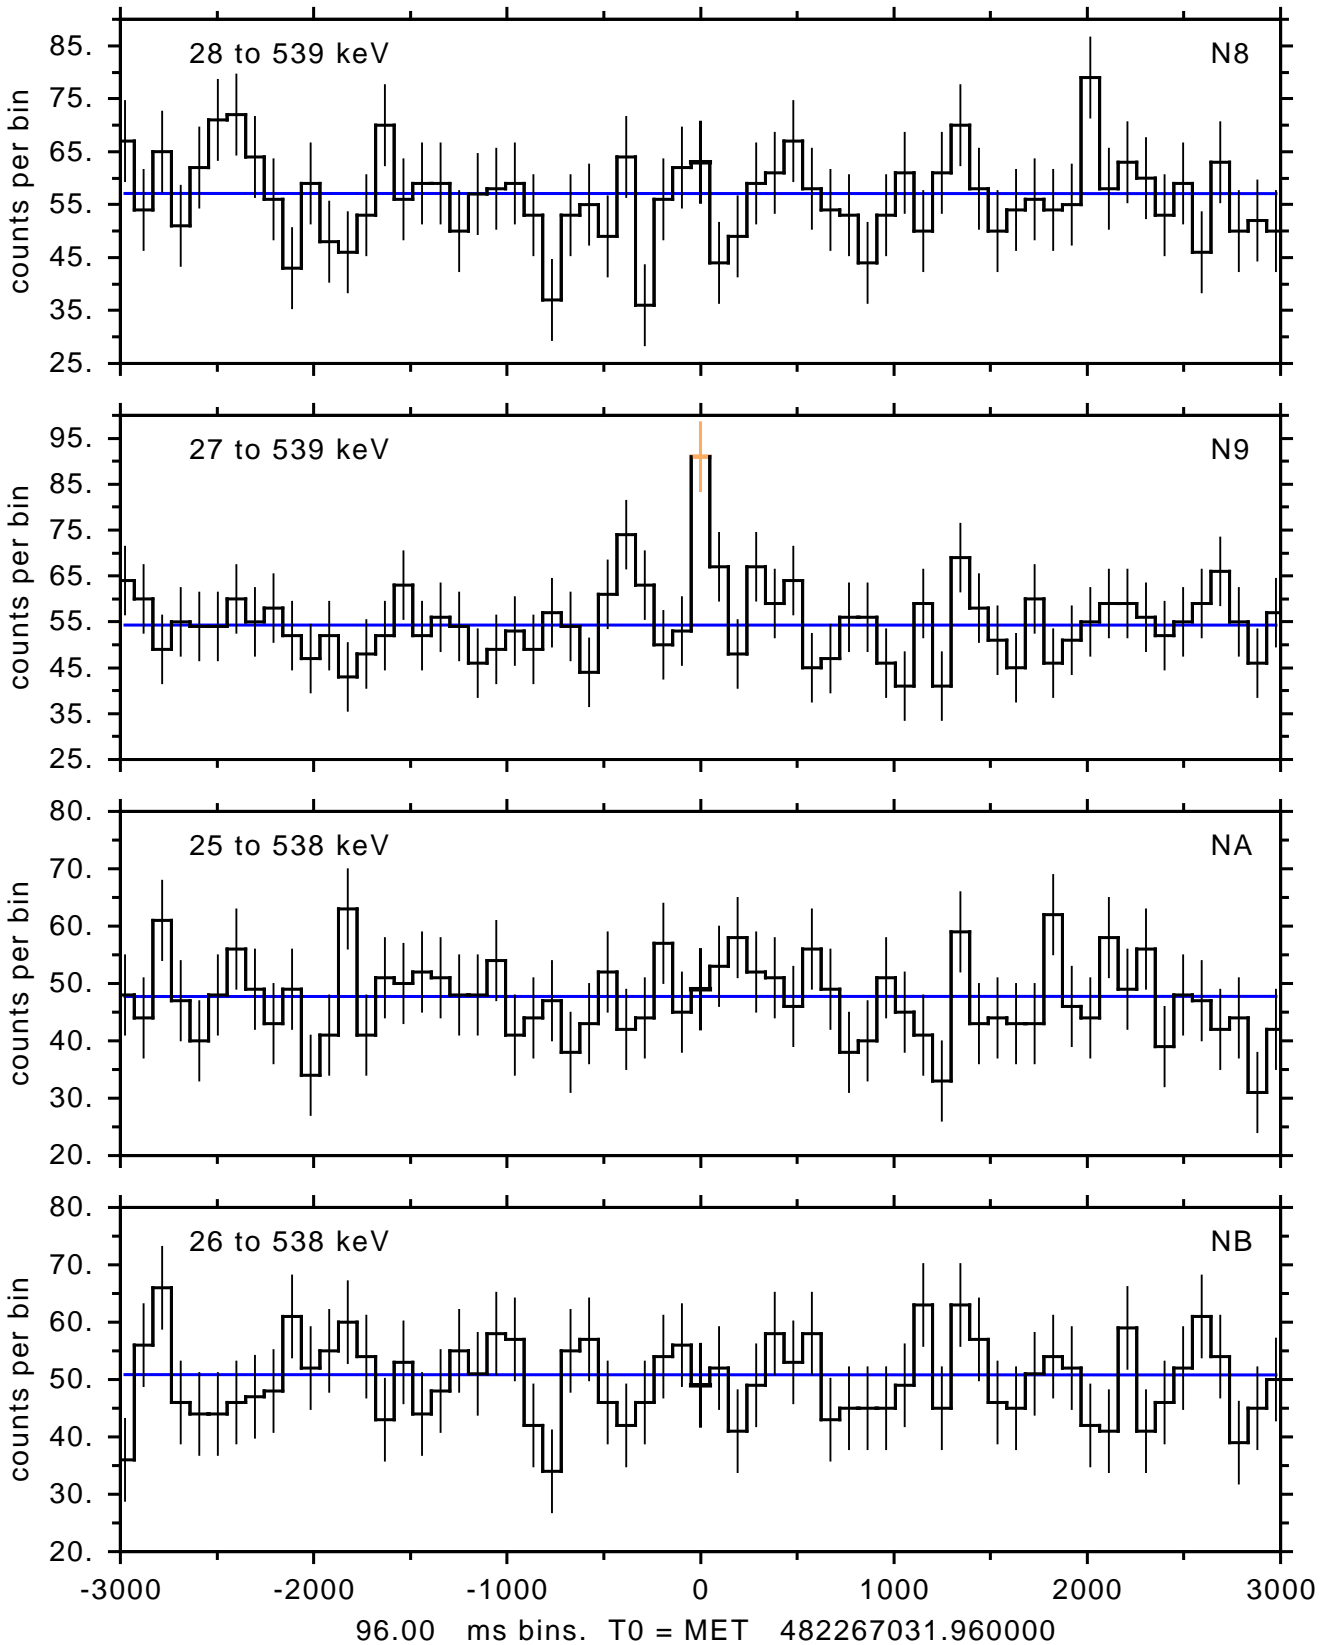 28 to 539 keV N8
85.
75.
65.
55.
45.
35.
25.
counts per bin
27 to 539 keV N9
95.
85.
75.
65.
55.
45.
35.
25.
counts per bin
25 to 538 keV NA
80.
70.
60.
50.
40.
30.
20.
counts per bin
26 to 538 keV NB
80.
70.
60.
50.
40.
30.
20.
counts per bin
-3000 -2000 -1000 0 1000 2000 3000
96.00 ms bins. T0 = MET 482267031.960000